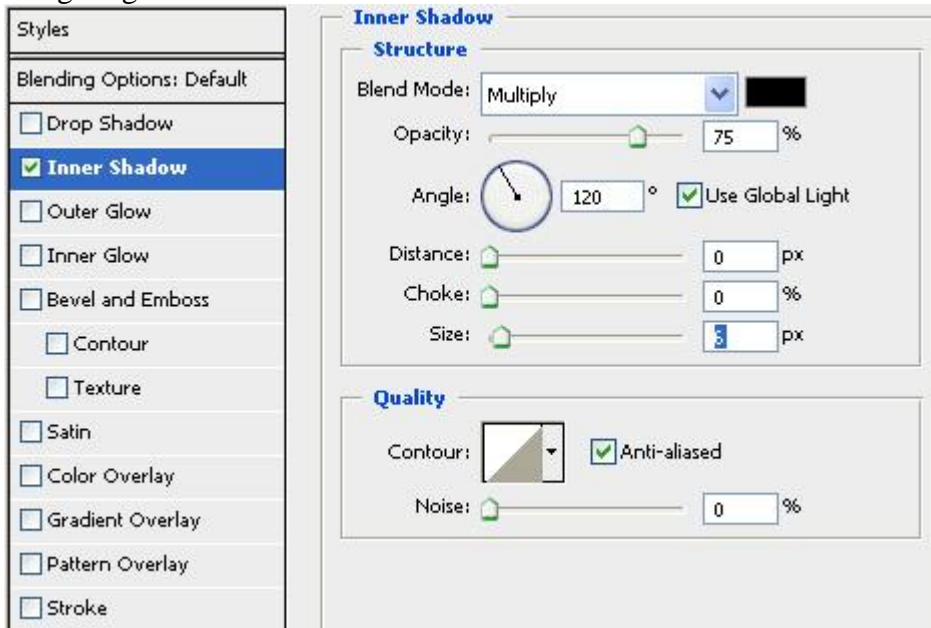 Styles
Blending Options: Default
Drop Shadow
Inner Shadow
Outer Glow
Inner Glow
Bevel and Emboss
Contour
Texture
Satin
Color Overlay
Gradient Overlay
Pattern Overlay
Stroke
Inner Shadow
Structure
Blend Mode: Multiply
Opacity: 75 %
Angle: 120 ° Use Global Light
Distance: 0 px
Choke: 0 %
Size: px
Quality
Contour: Anti-aliased
Noise: 0 %